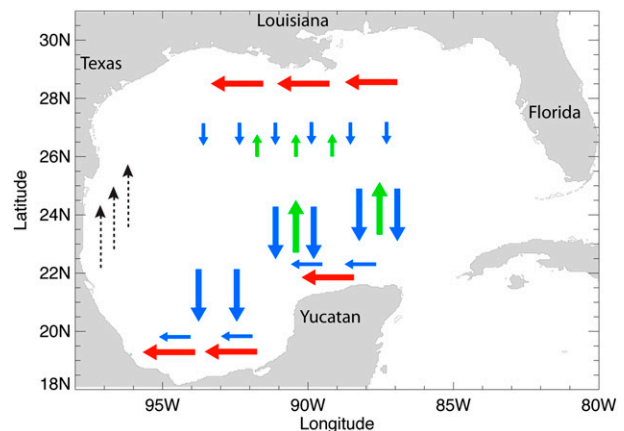 Louisiana
Texas
Florida
Yucatan
30N
28N
26N
24N
22N
20N
18N
Latitude
95W
90W
85W
80W
Longitude